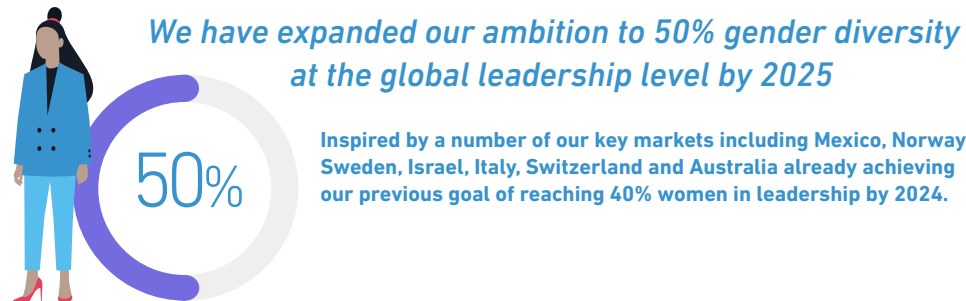 We have expanded our ambition to 50% gender diversity
at the global leadership level by 2025
Inspired by a number of our key markets including Mexico, Norway
Sweden, Israel, Italy, Switzerland and Australia already achieving
our previous goal of reaching 40% women in leadership by 2024.
50%